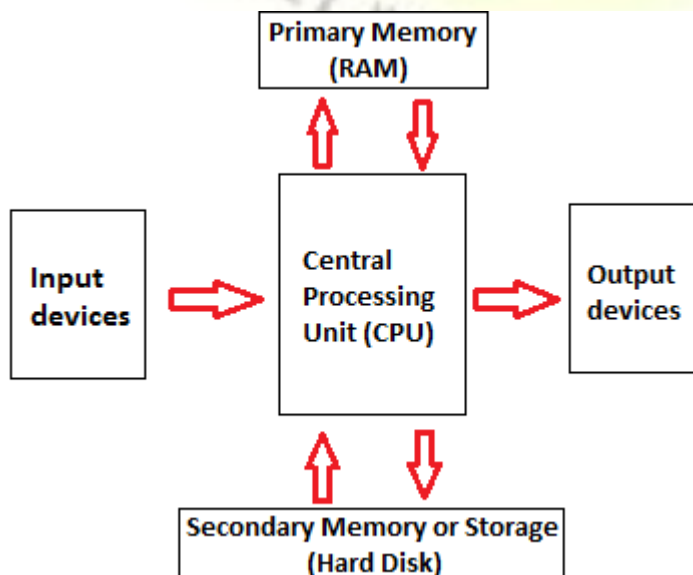 Primary Memory
(RAM)
Input
devices
Central
Processing
Unit (CPU)
Output
devices
Secondary Memory or Storage
(Hard Disk)